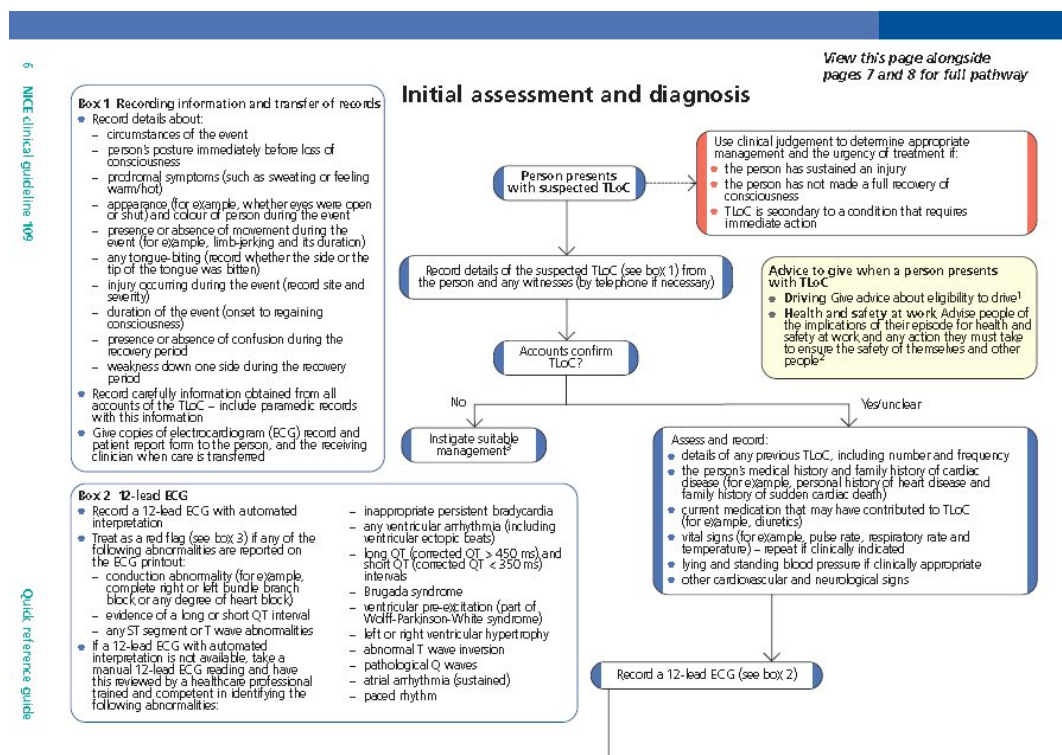 View this page alongside
pages 7 and 8 for full pathway
6 NICE clinical guideline 109
Initial assessment and diagnosis
Box 1 Recording information and transfer of records
Record details about:
– circumstances of the event
– person's posture immediately before loss of
consciousness
– prodromal symptoms (such as sweating or feeling
warm/hot)
– appearance (for example, whether eyes were open
or shut) and colour of person during the event
– presence or absence of movement during the
event (for example, limb-jerking and its duration)
– any tongue-biting (record whether the side or the
tip of the tongue was bitten)
– injury occurring during the event (record site and
severity)
– duration of the event (onset to regaining
consciousness)
– presence or absence of confusion during the
recovery period
– weakness down one side during the recovery
period
Record carefully information obtained from all
accounts of the TLoC – include paramedic records
with this information
Give copies of electrocardiogram (ECG) record and
patient report form to the person, and the receiving
clinician when care is transferred
Person presents
with suspected TLoC
Use clinical judgement to determine appropriate
management and the urgency of treatment if:
the person has sustained an injury
the person has not made a full recovery of
consciousness
TLoC is secondary to a condition that requires
immediate action
Record details of the suspected TLoC (see box 1) from
the person and any witnesses (by telephone if necessary)
Advice to give when a person presents
with TLoC
Driving Give advice about eligibility to drive1
Health and safety at work Advise people of
the implications of their episode for health and
safety at work and any action they must take
to ensure the safety of themselves and other
people2
Accounts confirm
TLoC?
No
Yes/unclear
Instigate suitable
management3
Assess and record:
details of any previous TLoC, including number and frequency
the person's medical history and family history of cardiac
disease (for example, personal history of heart disease and
family history of sudden cardiac death)
current medication that may have contributed to TLoC
(for example, diuretics)
vital signs (for example, pulse rate, respiratory rate and
temperature) – repeat if clinically indicated
lying and standing blood pressure if clinically appropriate
other cardiovascular and neurological signs
Record a 12-lead ECG (see box 2)
Box 2 12-lead ECG
Record a 12-lead ECG with automated
interpretation
Treat as a red flag (see box 3) if any of the
following abnormalities are reported on
the ECG printout:
– conduction abnormality (for example,
complete right or left bundle branch
block or any degree of heart block)
– evidence of a long or short QT interval
– any ST segment or T wave abnormalities
If a 12-lead ECG with automated
interpretation is not available, take a
manual 12-lead ECG reading and have
this reviewed by a healthcare professional
trained and competent in identifying the
following abnormalities:
– inappropriate persistent bradycardia
– any ventricular arrhythmia (including
ventricular ectopic beats)
– long QT (corrected QT > 450 ms) and
short QT (corrected QT < 350 ms)
intervals
– Brugada syndrome
– ventricular pre-excitation (part of
Wolff-Parkinson-White syndrome)
– left or right ventricular hypertrophy
– abnormal T wave inversion
– pathological Q waves
– atrial arrhythmia (sustained)
– paced rhythm
Quick reference guide